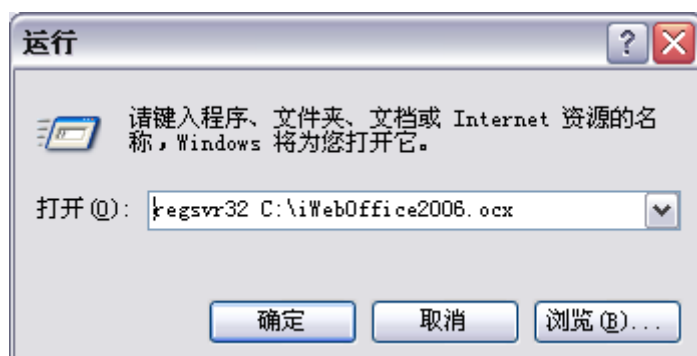 运行
请键入程序、文件夹、文档或 Internet 资源的名
称，Windows 将为您打开它。
打开(O): regsvr32 C:\iWebOffice2006.ocx
确定 取消 浏览(B)...